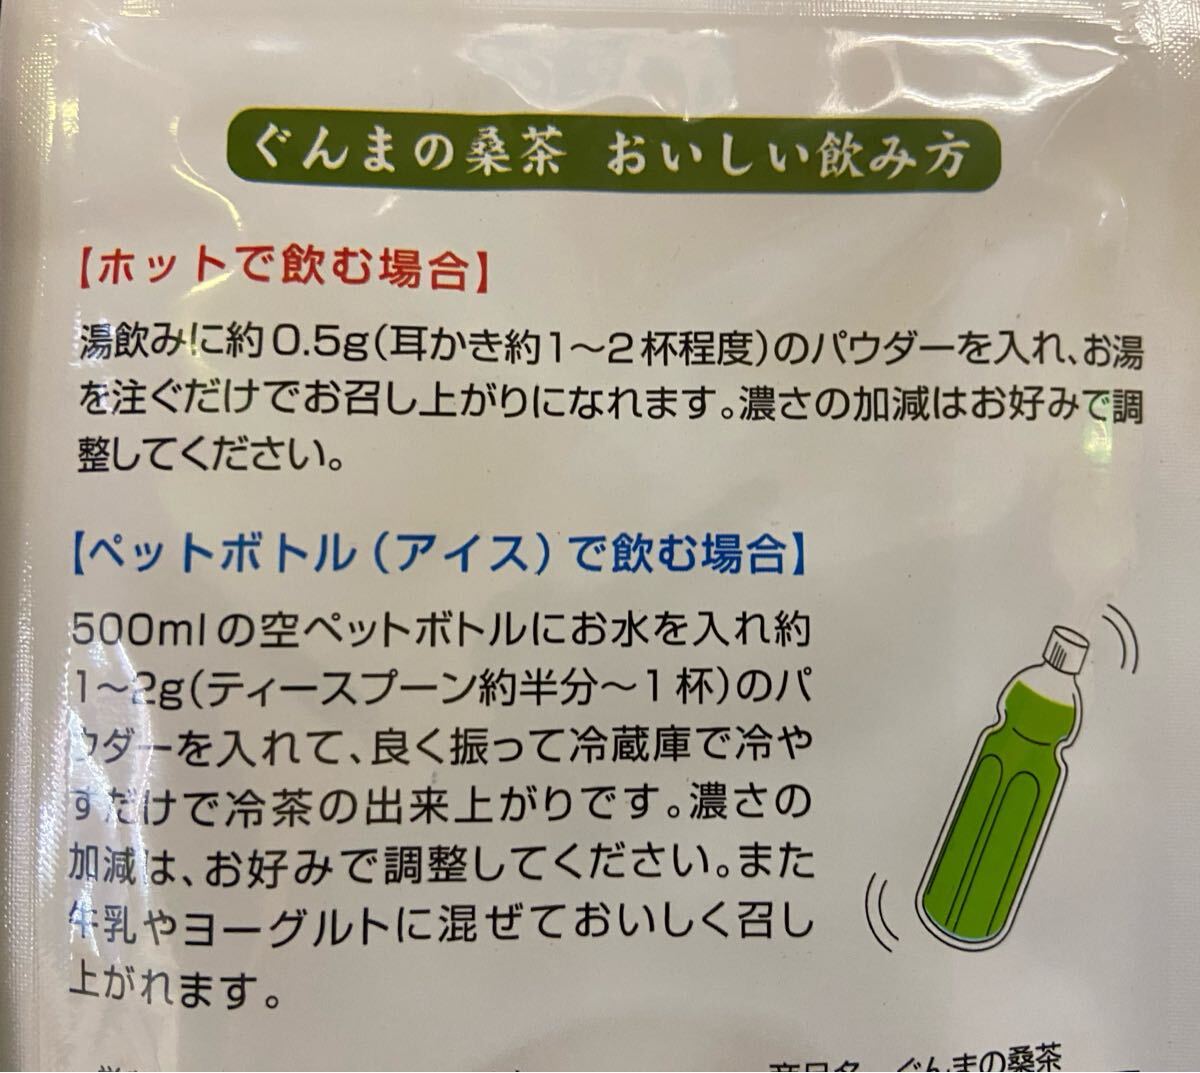 ぐんまの桑茶 おいしい飲み方
【ホットで飲む場合】
湯飲みに約0.5g(耳かき約1〜2杯程度)のパウダーを入れ、お湯
を注ぐだけでお召し上がりになれます。濃さの加減はお好みで調
整してください。
【ペットボトル(アイス)で飲む場合】
500mlの空ペットボトルにお水を入れ約
1〜2g(ティースプーン約半分〜1杯)のパ
ウダーを入れて、良く振って冷蔵庫で冷や
すだけで冷茶の出来上がりです。濃さの
加減は、お好みで調整してください。また
牛乳やヨーグルトに混ぜておいしく召し
上がれます。
ぐんまの桑茶